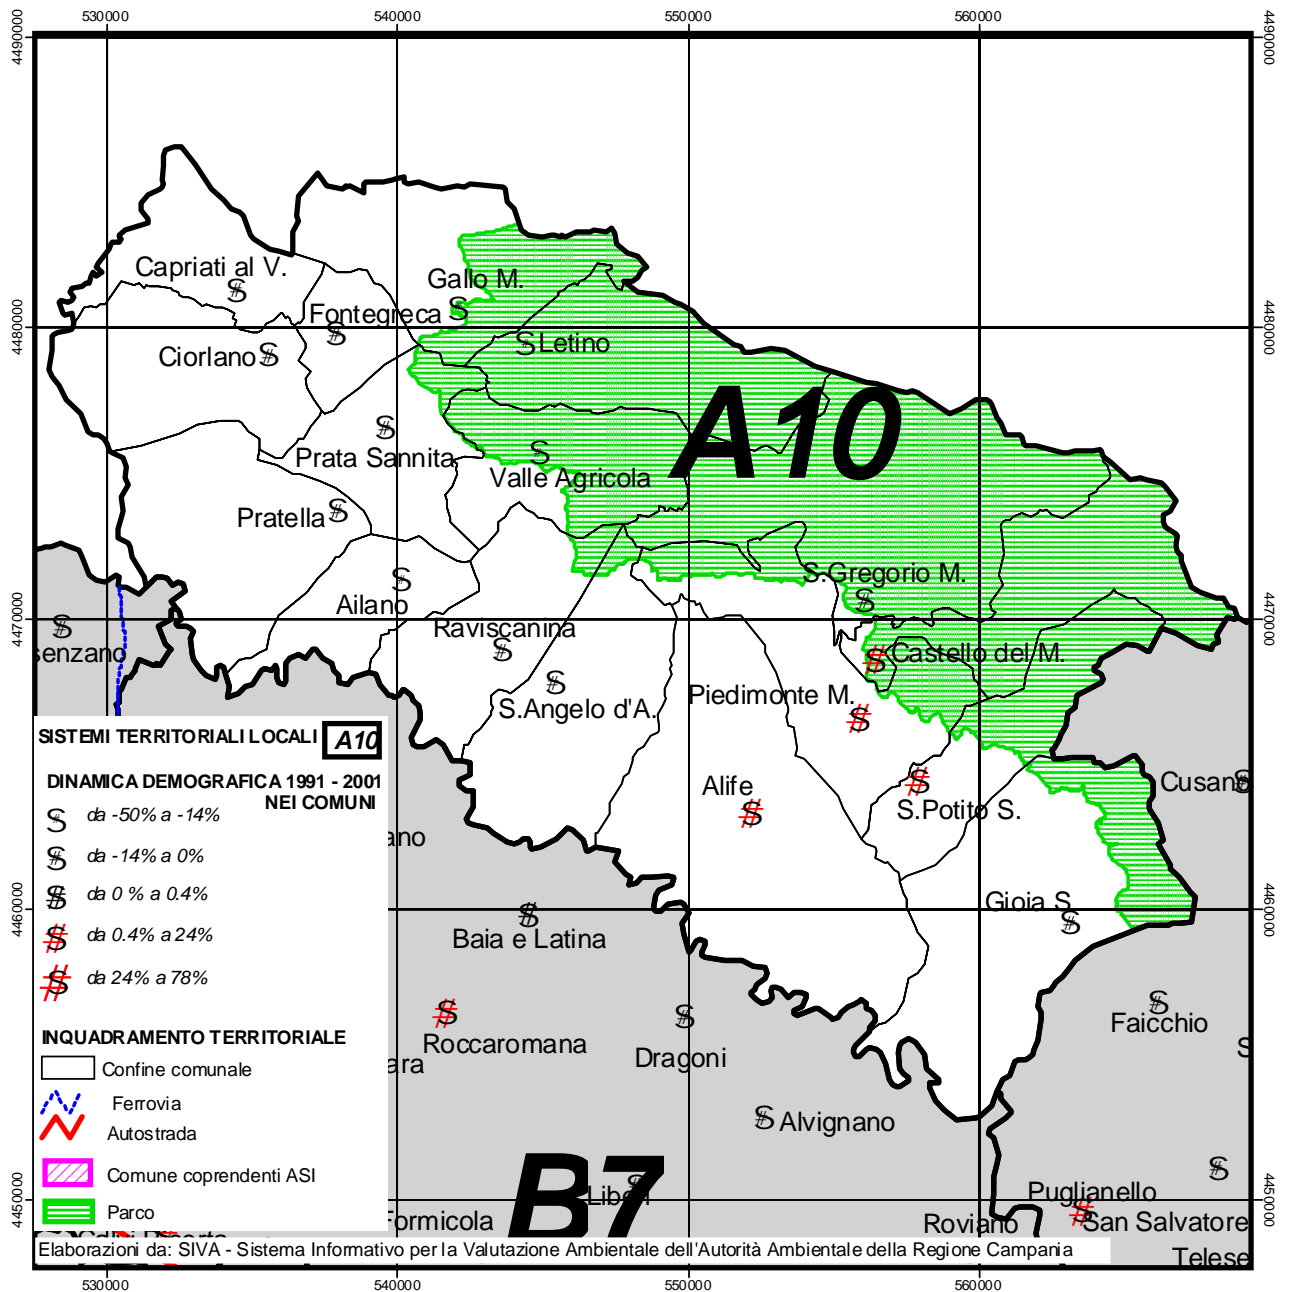 530000
540000
550000
560000
4490000
4490000
Capriati al V.
Gallo M.
Fontegreca
4480000
4480000
Letino
Ciorlano
A10
Prata Sannita
Valle Agricola
Pratella
S.Gregorio M.
Ailano
4470000
4470000
Raviscanina
senzano
Castello del M.
Piedimonte M.
S.Angelo d'A.
SISTEMI TERRITORIALI LOCALI
A10
DINAMICA DEMOGRAFICA 1991 - 2001
NEI COMUNI
da -50% a -14%
da -14% a 0%
da 0 % a 0.4%
da 0.4% a 24%
da 24% a 78%
Alife
Cusano
S.Potito S.
ano
Gioia S.
4460000
4460000
Baia e Latina
Faicchio
Roccaromana
Dragoni
ara
INQUADRAMENTO TERRITORIALE
Confine comunale
Ferrovia
Autostrada
Comune coprendenti ASI
Parco
Alvignano
B7
Liberi
Puglianello
4450000
4450000
Formicola
Roviano
San Salvatore
Telese
Elaborazioni da: SIVA - Sistema Informativo per la Valutazione Ambientale dell'Autorità Ambientale della Regione Campania
530000
540000
550000
560000